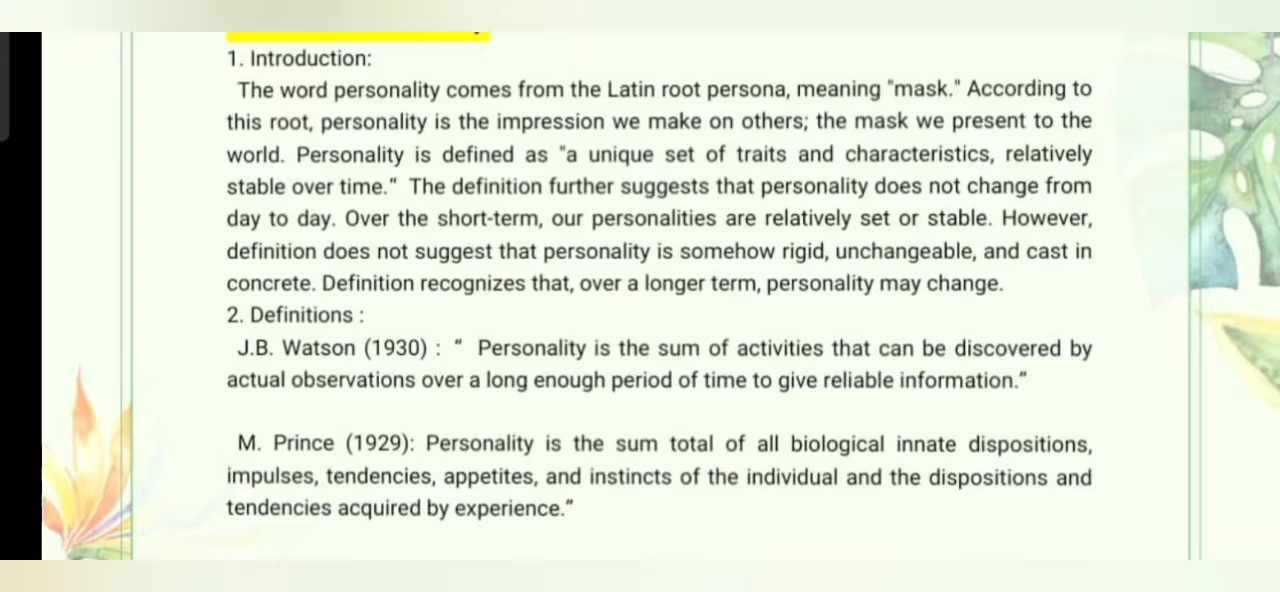 1. Introduction:
The word personality comes from the Latin root persona, meaning "mask." According to
this root, personality is the impression we make on others; the mask we present to the
world. Personality is defined as "a unique set of traits and characteristics, relatively
stable over time.“ The definition further suggests that personality does not change from
day to day. Over the short-term, our personalities are relatively set or stable. However,
definition does not suggest that personality is somehow rigid, unchangeable, and cast in
concrete. Definition recognizes that, over a longer term, personality may change.
2. Definitions :
J.B. Watson (1930) : “ Personality is the sum of activities that can be discovered by
actual observations over a long enough period of time to give reliable information.”
M. Prince (1929): Personality is the sum total of all biological innate dispositions,
impulses, tendencies, appetites, and instincts of the individual and the dispositions and
tendencies acquired by experience.”